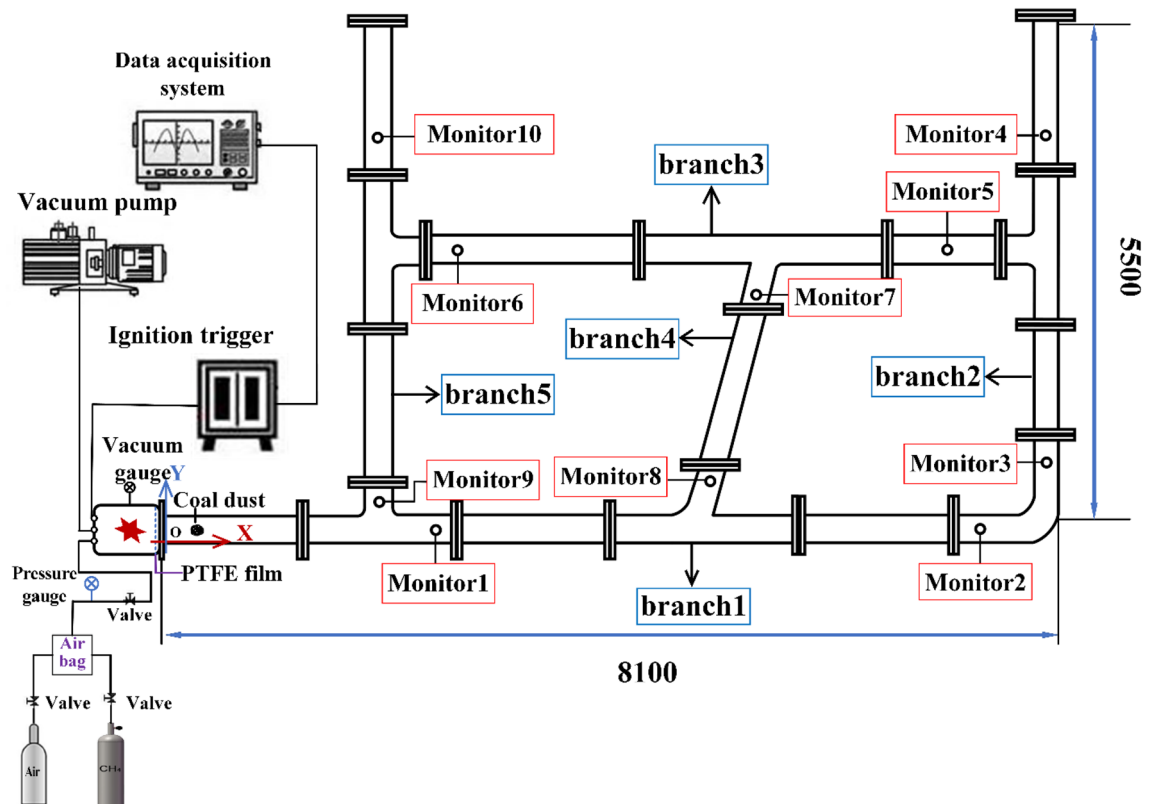 Data acquisition
system
Monitor10
Monitor4
branch3
Monitor5
Vacuum pump
5500
Monitor6
Monitor7
Ignition trigger
branch4
branch5
branch2
Vacuum
gauge
Y
Monitor9
Monitor8
Monitor3
Coal dust
O
X
PTFE film
Monitor1
Monitor2
Pressure
gauge
Valve
branch1
Air
bag
8100
Valve
Valve
Air
CH₄